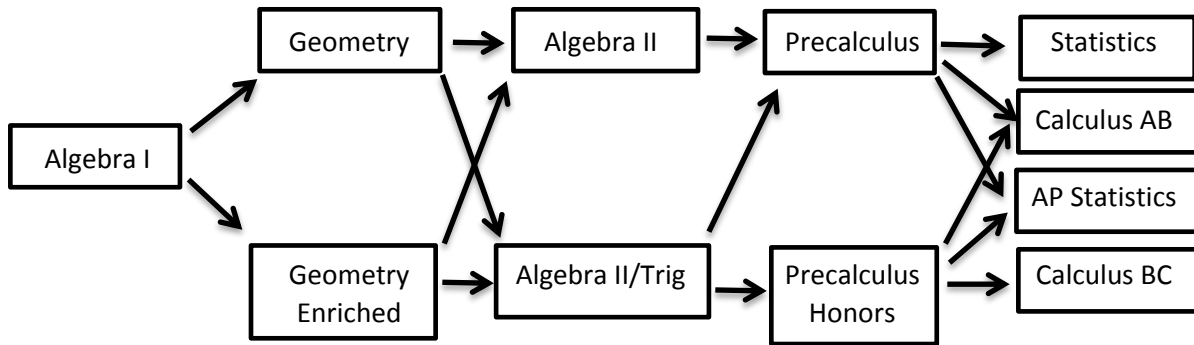 Geometry
Algebra II
Precalculus
Statistics
Algebra I
Calculus AB
AP Statistics
Geometry
Enriched
Algebra II/Trig
Precalculus
Honors
Calculus BC